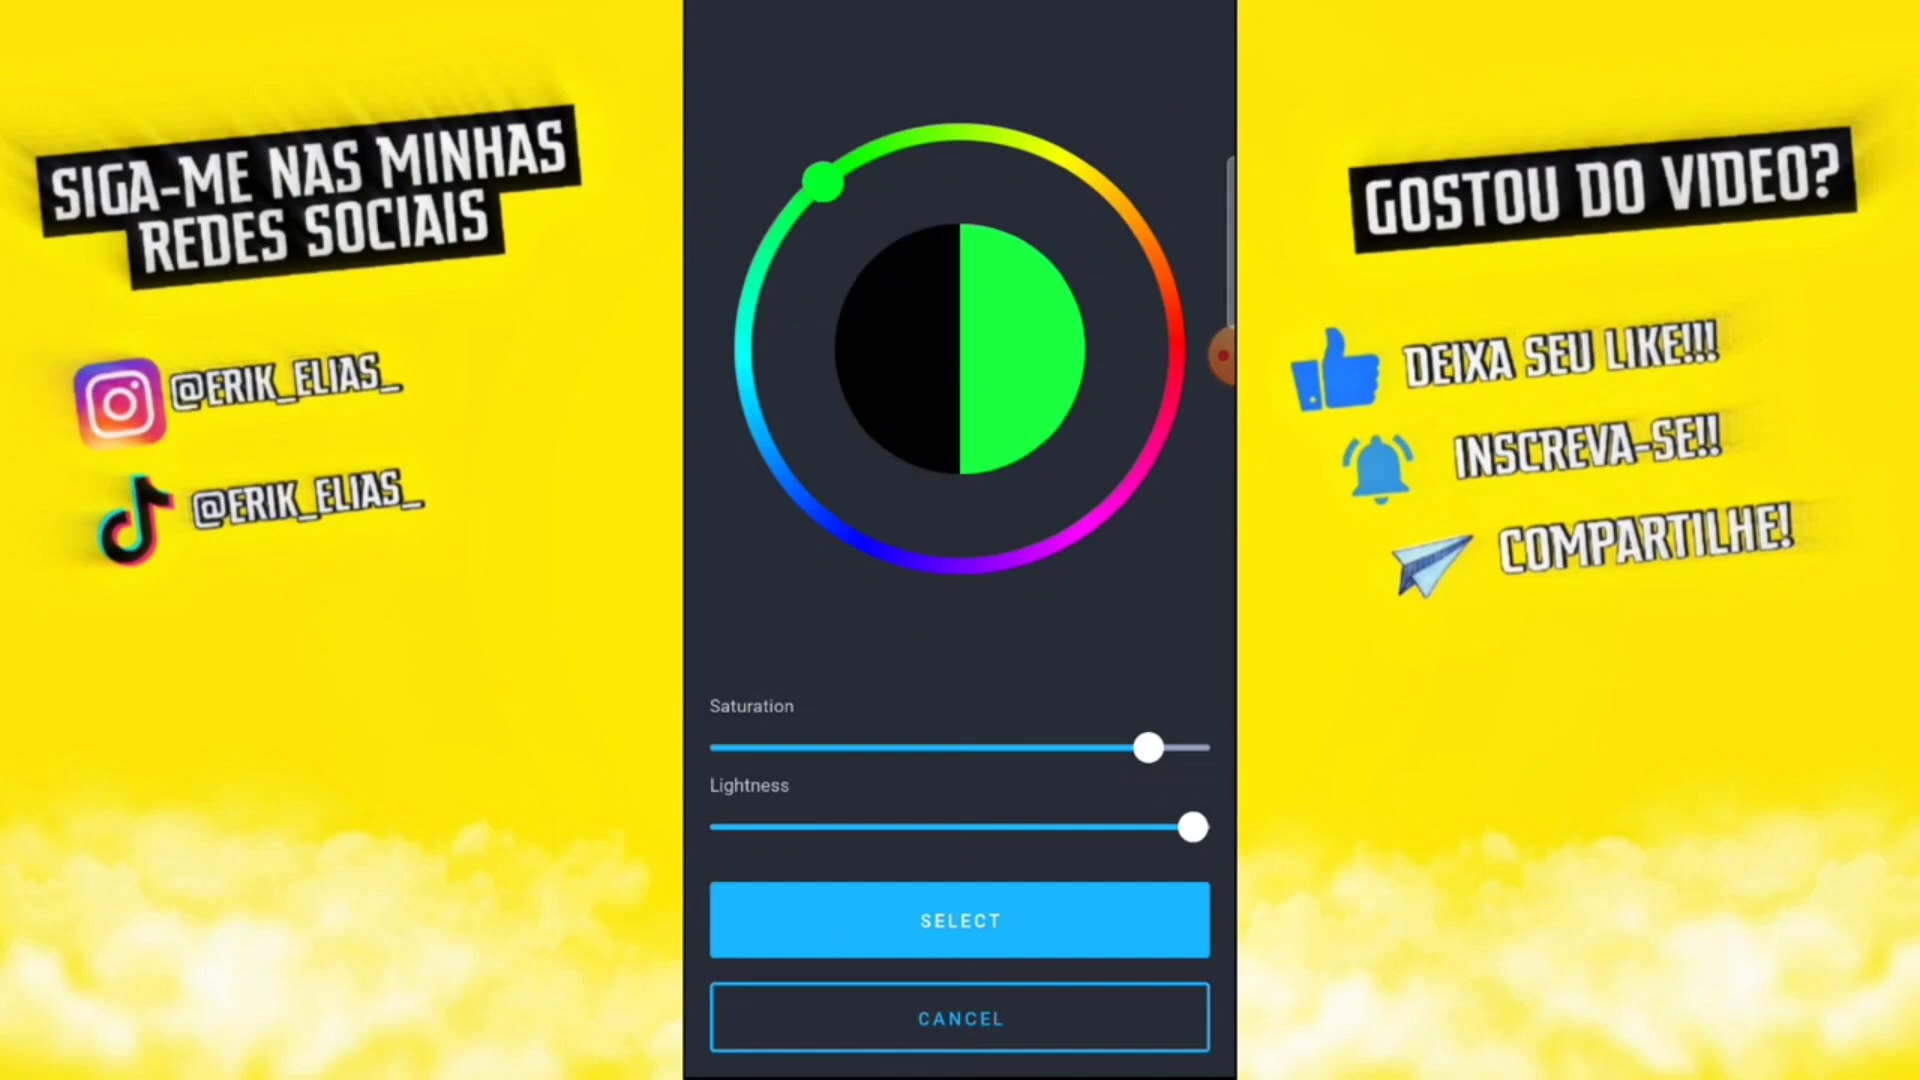 SIGA-ME NAS MINHAS
REDES SOCIAIS
@ERIK_ELIAS_
@ERIK_ELIAS_
Saturation
Lightness
SELECT
CANCEL
GOSTOU DO VIDEO?
DEIXA SEU LIKE!!!
INSCREVA-SE!!
COMPARTILHE!